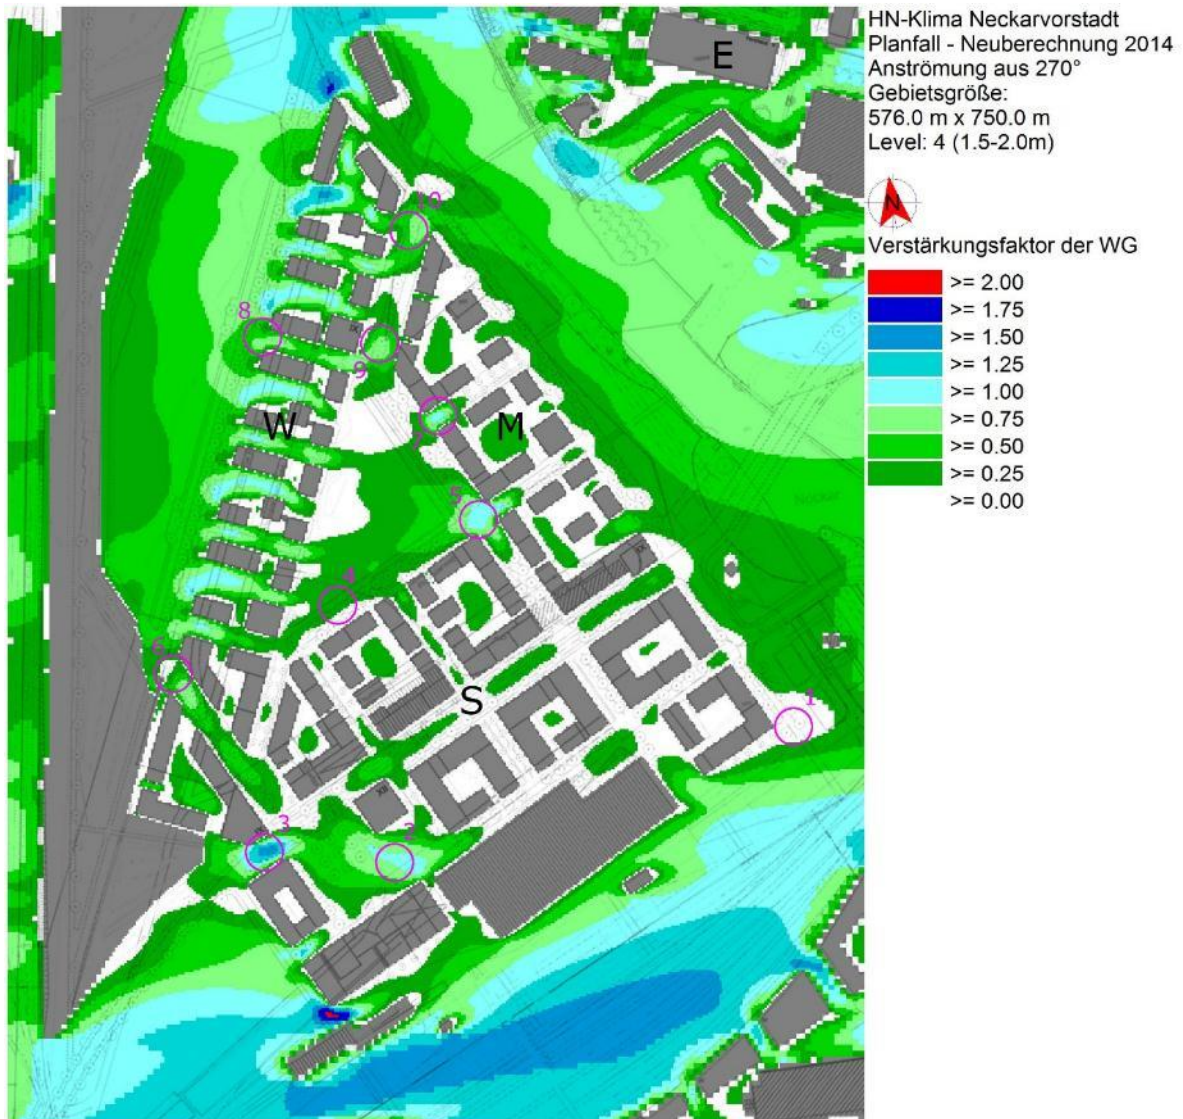 HN-Klima Neckarvorstadt
Planfall - Neuberechnung 2014
Anströmung aus 270°
Gebietsgröße:
576.0 m x 750.0 m
Level: 4 (1.5-2.0m)
N
Verstärkungsfaktor der WG
>= 2.00
>= 1.75
>= 1.50
>= 1.25
>= 1.00
>= 0.75
>= 0.50
>= 0.25
>= 0.00
E
10
8
9
W
7
M
5
4
6
S
1
3
2